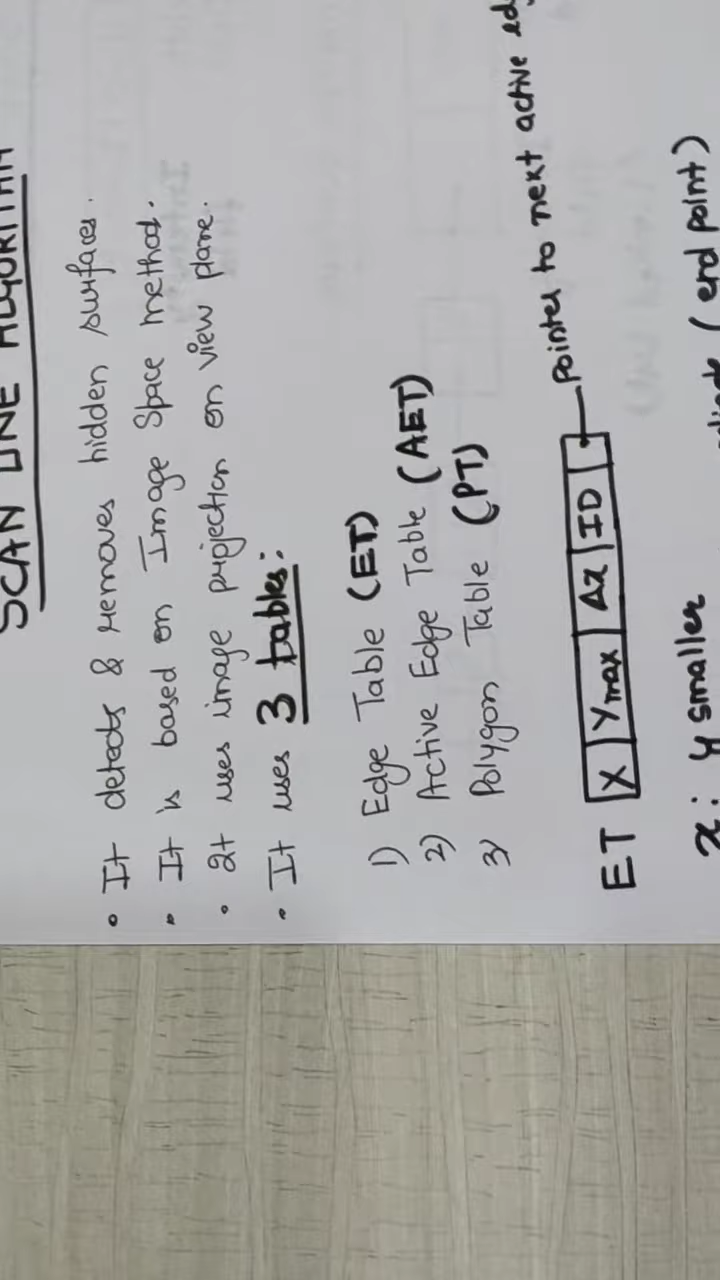 SCAN LINE ALGORITHM
• It detects & removes hidden surfaces.
• It is based on Image Space method.
• It uses image projection on view plane.
• It uses 3 tables:
1) Edge Table (ET)
2) Active Edge Table (AET)
3) Polygon Table (PT)
ET X Ymax Δx ID pointer to next active
x: y smaller (end point)